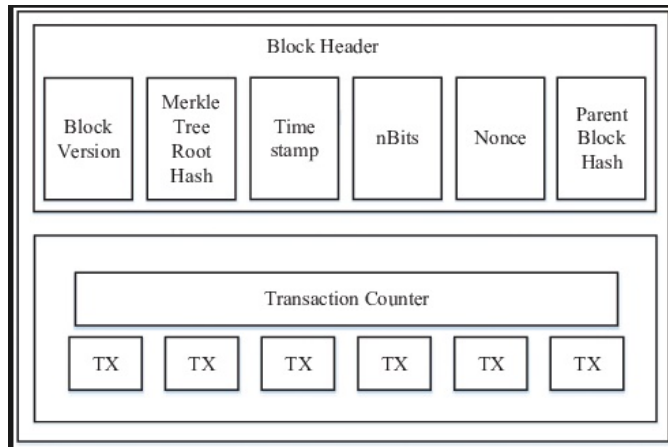 Block Header
Block
Version
Merkle
Tree
Root
Hash
Time
stamp
nBits
Nonce
Parent
Block
Hash
Transaction Counter
TX
TX
TX
TX
TX
TX